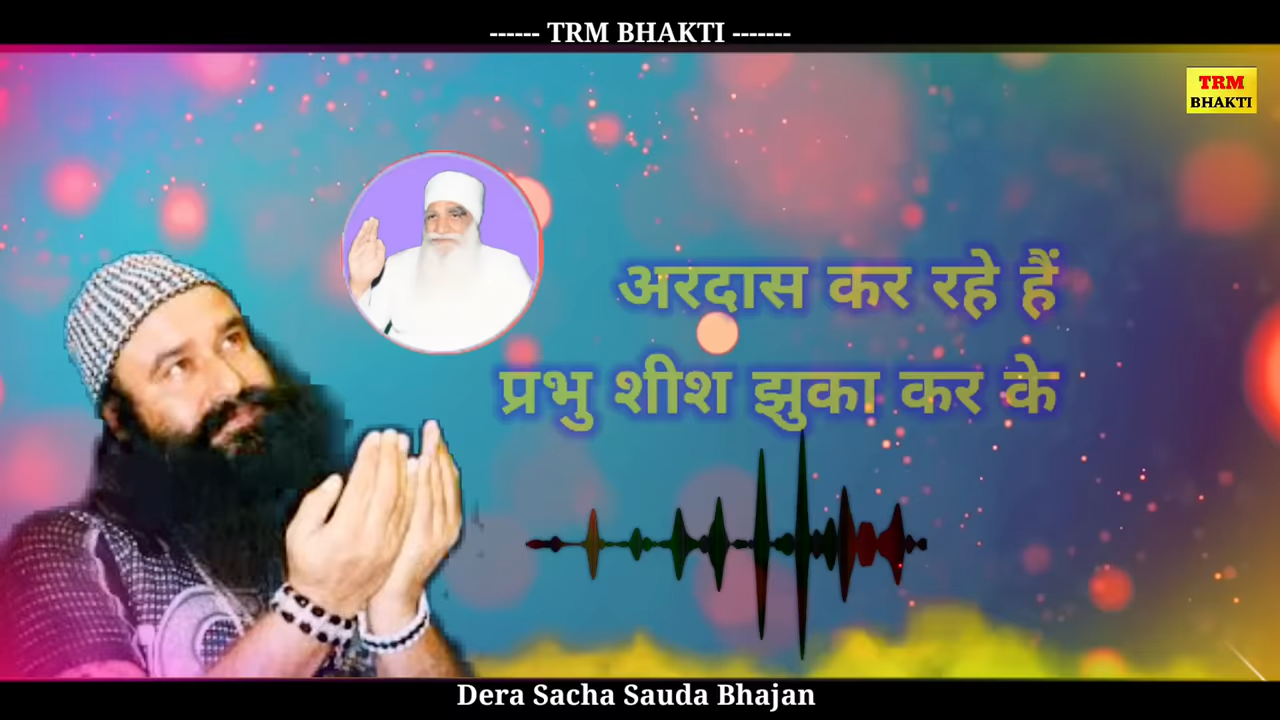 ------ TRM BHAKTI -------
TRM
BHAKTI
अरदास कर रहे हैं
प्रभु शीश झुका कर के
Dera Sacha Sauda Bhajan